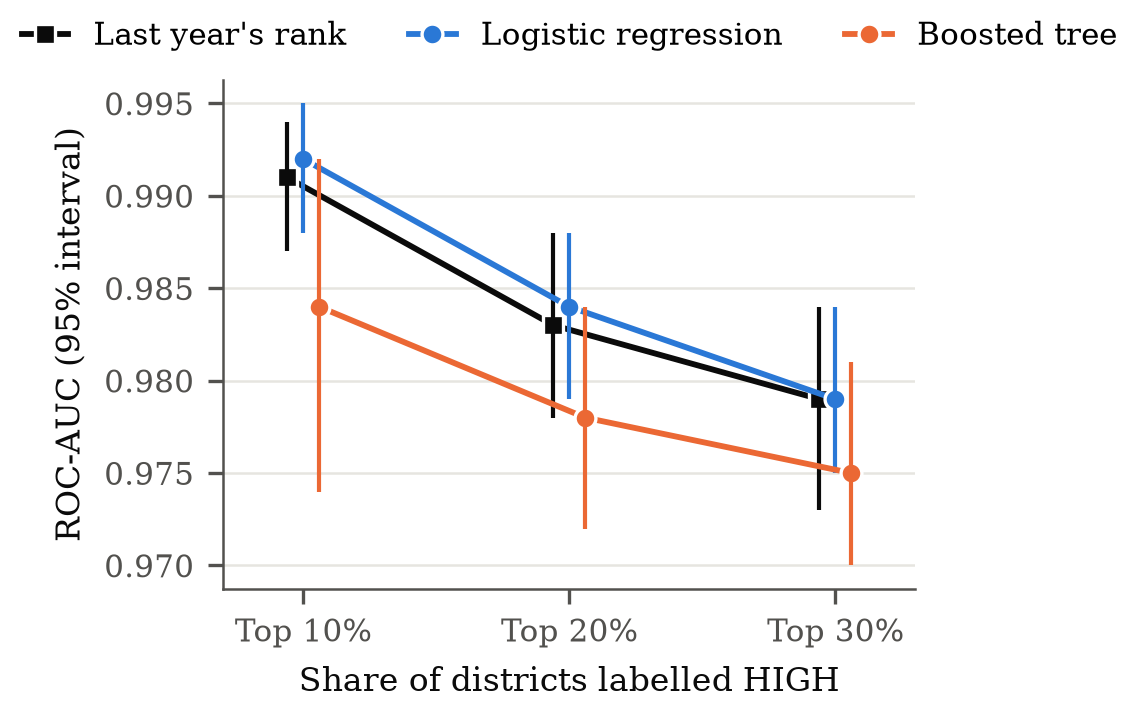 Last year's rank Logistic regression Boosted tree
ROC-AUC (95% interval)
0.995
0.990
0.985
0.980
0.975
0.970
Top 10% Top 20% Top 30%
Share of districts labelled HIGH